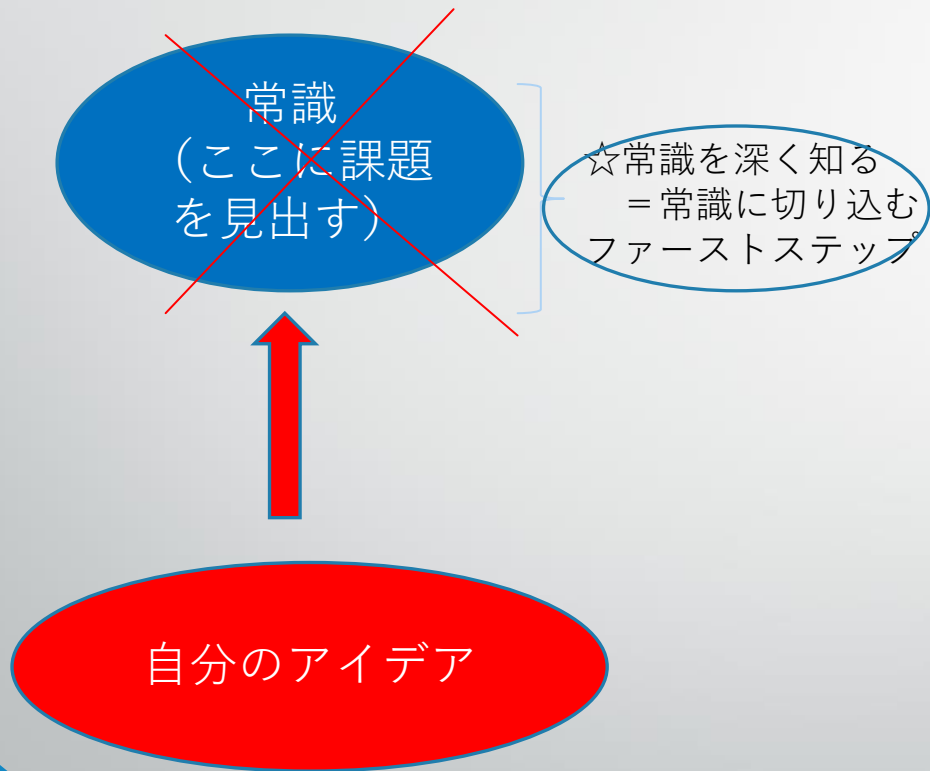 常識
（ここに課題
を見出す）
☆常識を深く知る
＝常識に切り込む
ファーストステップ
自分のアイデア